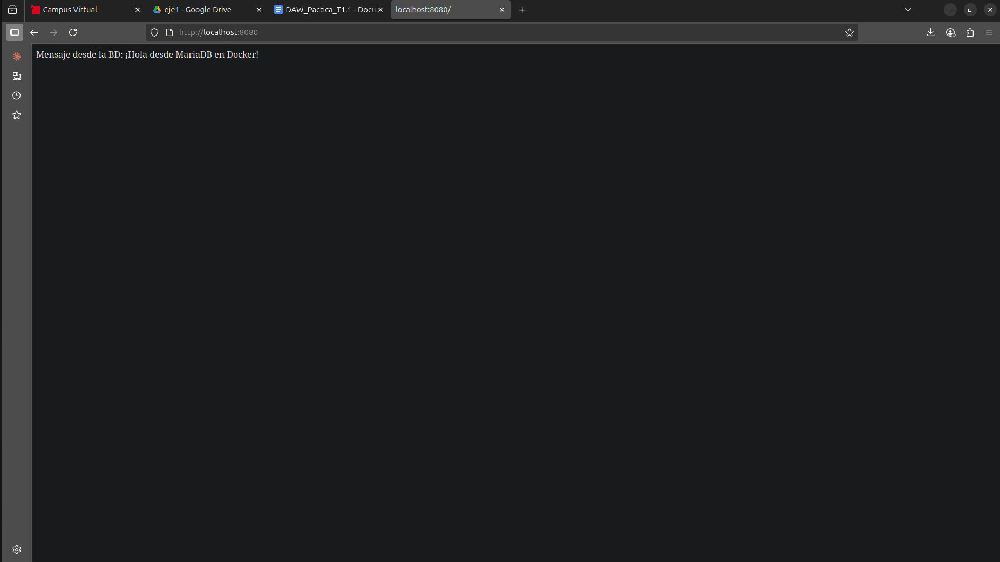 Campus Virtual
eje1 - Google Drive
DAW_Pactica_T1.1 - Docu
localhost:8080/
http://localhost:8080
Mensaje desde la BD: ¡Hola desde MariaDB en Docker!